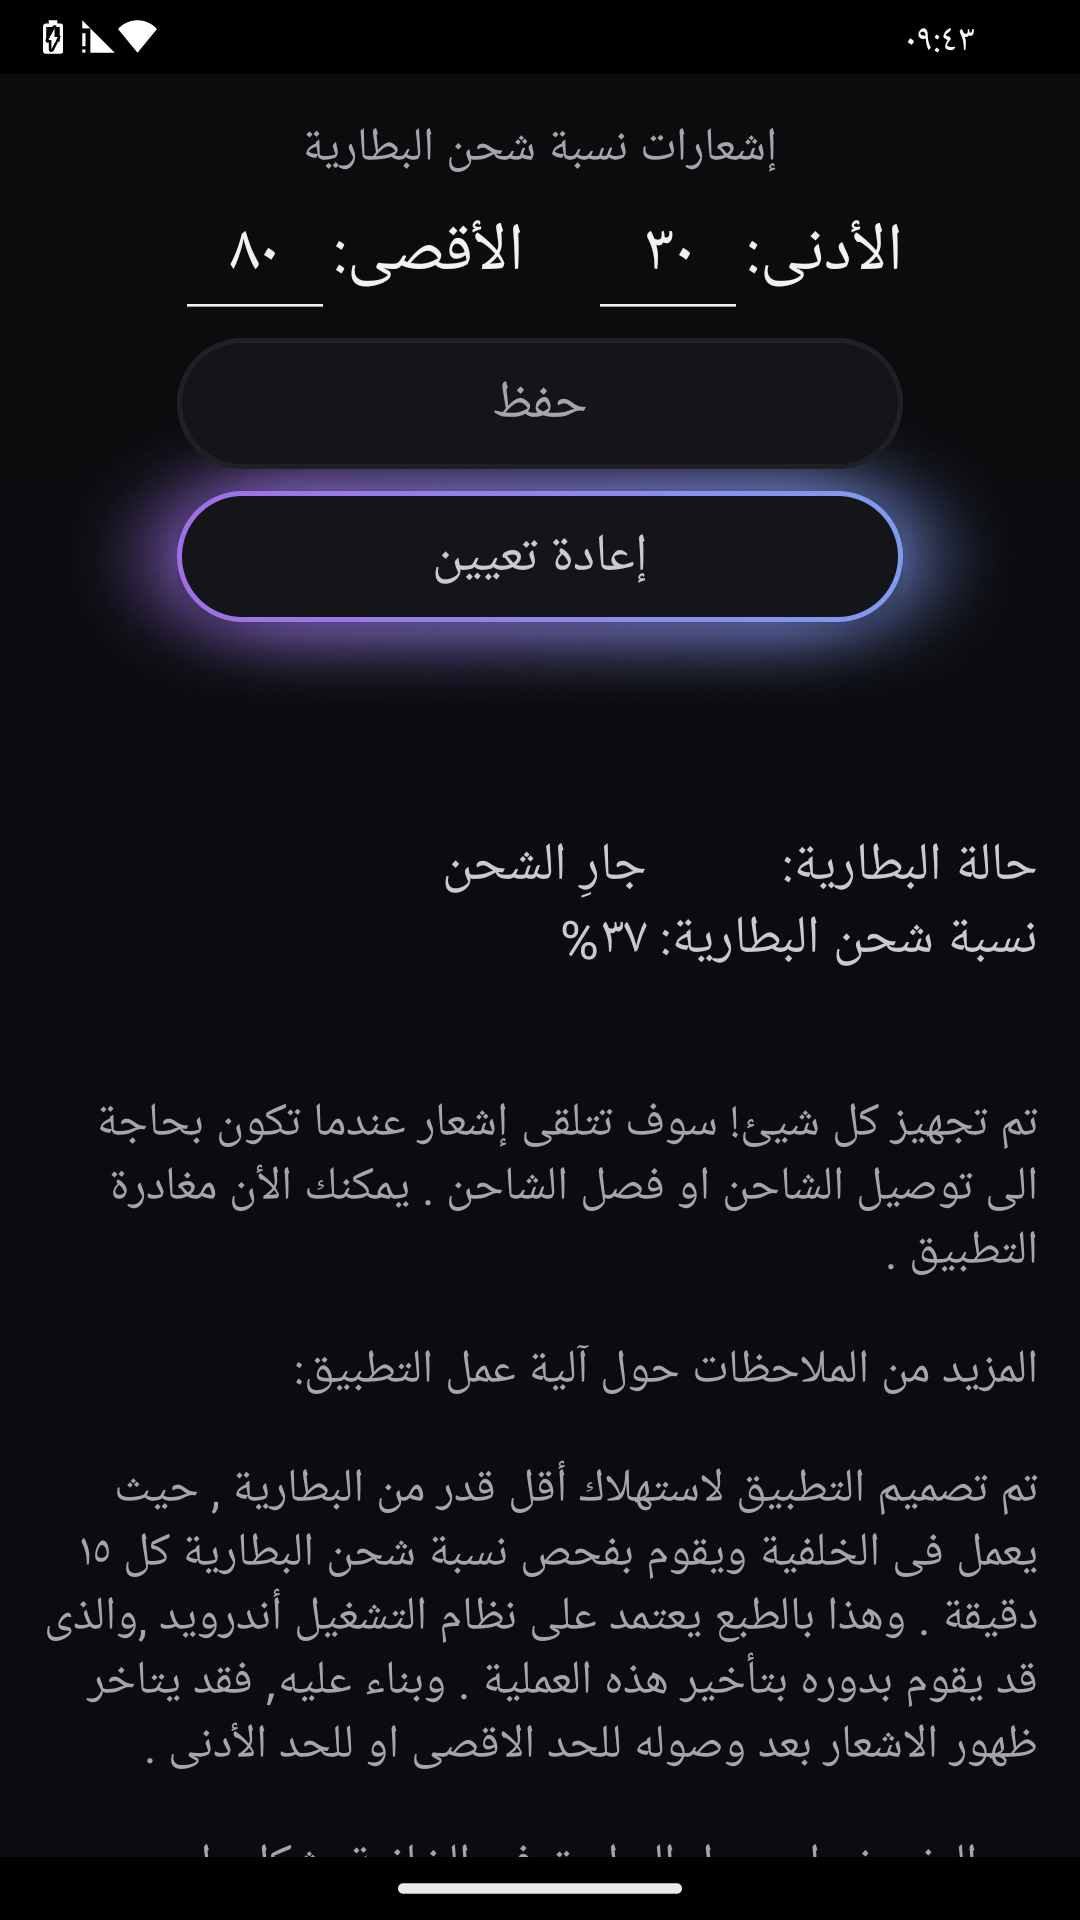 ٠٩:٤٣
إشعارات نسبة شحن البطارية
الأدنى: ٣٠ الأقصى: ٨٠
حفظ
إعادة تعيين
حالة البطارية: جارِ الشحن
نسبة شحن البطارية: ٣٧%
تم تجهيز كل شيئ! سوف تتلقى إشعار عندما تكون بحاجة
الى توصيل الشاحن او فصل الشاحن . يمكنك الأن مغادرة
التطبيق .
المزيد من الملاحظات حول آلية عمل التطبيق:
تم تصميم التطبيق لاستهلاك أقل قدر من البطارية , حيث
يعمل فى الخلفية ويقوم بفحص نسبة شحن البطارية كل ١٥
دقيقة . وهذا بالطبع يعتمد على نظام التشغيل أندرويد ,والذى
قد يقوم بدوره بتأخير هذه العملية . وبناء عليه, فقد يتاخر
ظهور الاشعار بعد وصوله للحد الاقصى او للحد الأدنى .